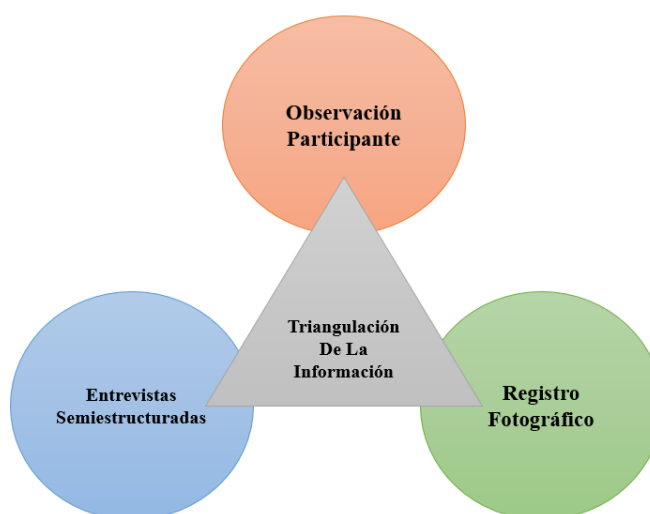 Observación
Participante
Triangulación
De La
Información
Entrevistas
Semiestructuradas
Registro
Fotográfico